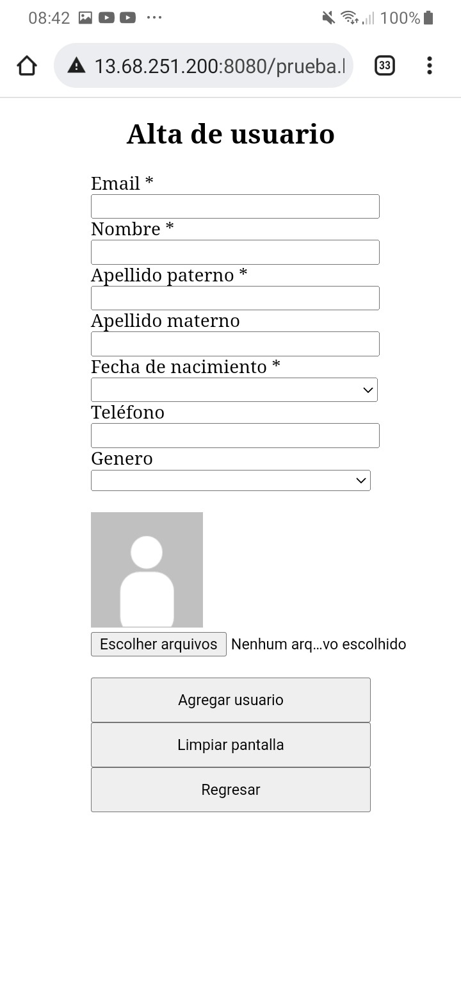 08:42
100%
13.68.251.200:8080/prueba.
33
Alta de usuario
Email *
Nombre *
Apellido paterno *
Apellido materno
Fecha de nacimiento *
Teléfono
Genero
Escolher arquivos Nenhum arq...vo escolhido
Agregar usuario
Limpiar pantalla
Regresar